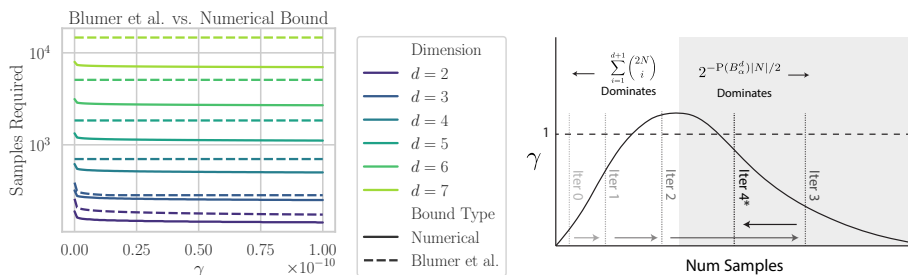 Blumer et al. vs. Numerical Bound
Samples Required
10^4
10^3
0.00 0.25 0.50 0.75 1.00
γ
×10^−10
Dimension
d = 2
d = 3
d = 4
d = 5
d = 6
d = 7
Bound Type
Numerical
Blumer et al.
\sum_{i=1}^{d+1} \binom{2N}{i}
Dominates
2^{−P(B_α^d)|N|/2}
Dominates
1
γ
Iter 0
Iter 1
Iter 2
Iter 4*
Iter 3
Num Samples